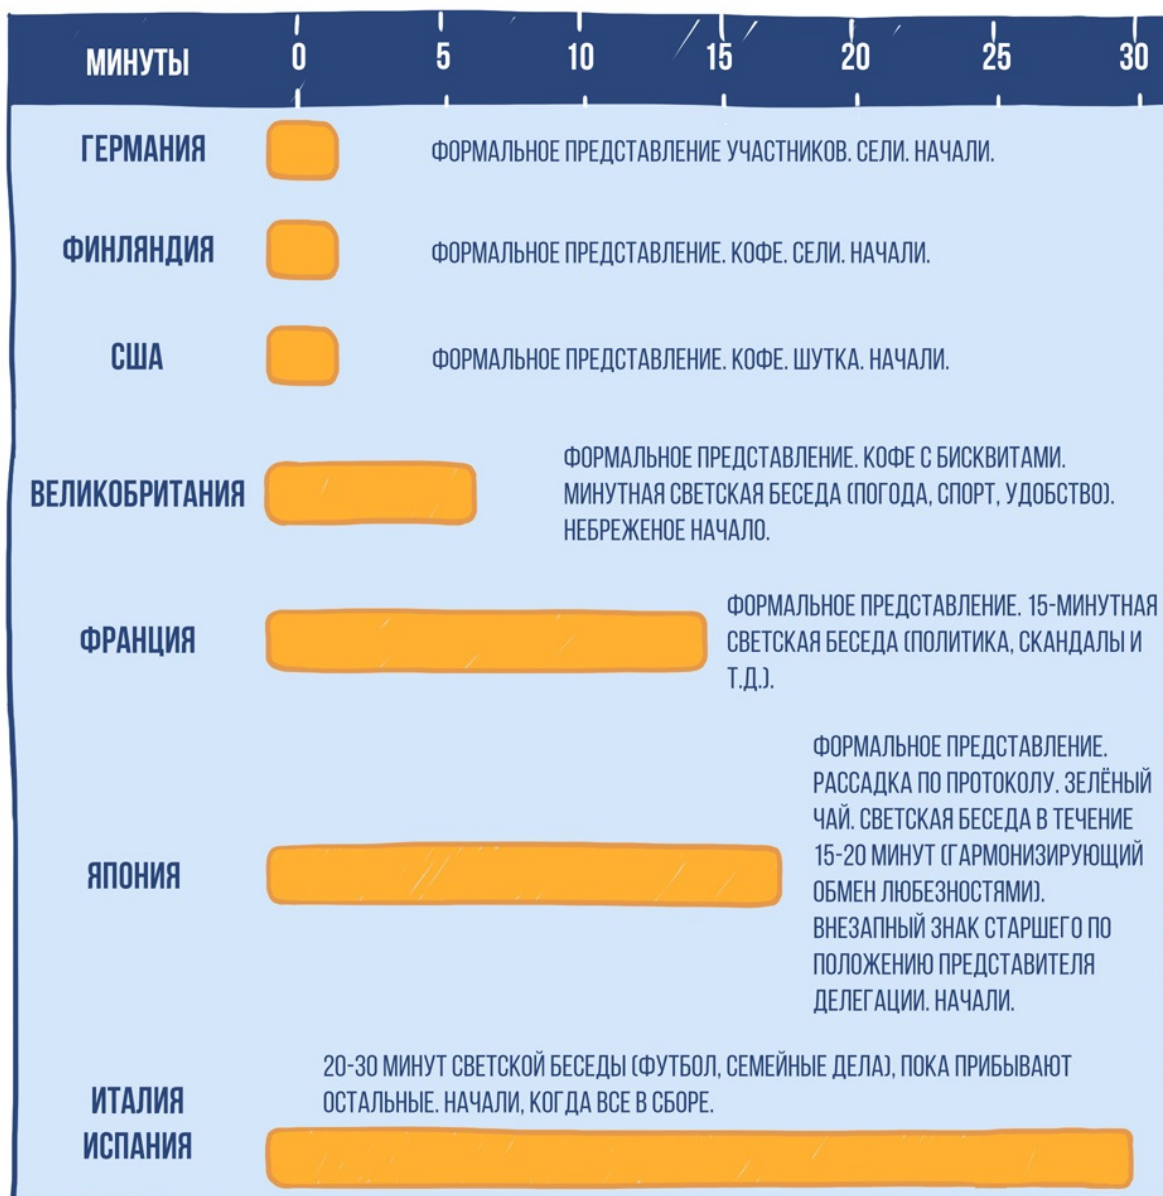 МИНУТЫ 0 5 10 15 20 25 30
ГЕРМАНИЯ
ФОРМАЛЬНОЕ ПРЕДСТАВЛЕНИЕ УЧАСТНИКОВ. СЕЛИ. НАЧАЛИ.
ФИНЛЯНДИЯ
ФОРМАЛЬНОЕ ПРЕДСТАВЛЕНИЕ. КОФЕ. СЕЛИ. НАЧАЛИ.
США
ФОРМАЛЬНОЕ ПРЕДСТАВЛЕНИЕ. КОФЕ. ШУТКА. НАЧАЛИ.
ВЕЛИКОБРИТАНИЯ
ФОРМАЛЬНОЕ ПРЕДСТАВЛЕНИЕ. КОФЕ С БИСКВИТАМИ.
МИНУТНАЯ СВЕТСКАЯ БЕСЕДА (ПОГОДА, СПОРТ, УДОБСТВО).
НЕБРЕЖЕНОЕ НАЧАЛО.
ФРАНЦИЯ
ФОРМАЛЬНОЕ ПРЕДСТАВЛЕНИЕ. 15-МИНУТНАЯ
СВЕТСКАЯ БЕСЕДА (ПОЛИТИКА, СКАНДАЛЫ И
Т.Д.).
ЯПОНИЯ
ФОРМАЛЬНОЕ ПРЕДСТАВЛЕНИЕ.
РАССАДКА ПО ПРОТОКОЛУ. ЗЕЛЁНЫЙ
ЧАЙ. СВЕТСКАЯ БЕСЕДА В ТЕЧЕНИЕ
15-20 МИНУТ (ГАРМОНИЗИРУЮЩИЙ
ОБМЕН ЛЮБЕЗНОСТЯМИ).
ВНЕЗАПНЫЙ ЗНАК СТАРШЕГО ПО
ПОЛОЖЕНИЮ ПРЕДСТАВИТЕЛЯ
ДЕЛЕГАЦИИ. НАЧАЛИ.
ИТАЛИЯ
ИСПАНИЯ
20-30 МИНУТ СВЕТСКОЙ БЕСЕДЫ (ФУТБОЛ, СЕМЕЙНЫЕ ДЕЛА), ПОКА ПРИБЫВАЮТ
ОСТАЛЬНЫЕ. НАЧАЛИ, КОГДА ВСЕ В СБОРЕ.